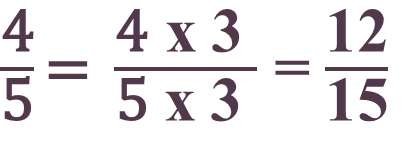 4/5 = 4 x 3/5 x 3 = 12/15